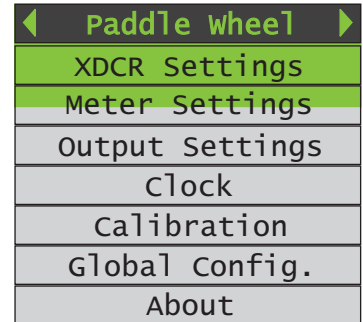 Paddle Wheel
XDCR Settings
Meter Settings
Output Settings
Clock
Calibration
Global Config.
About